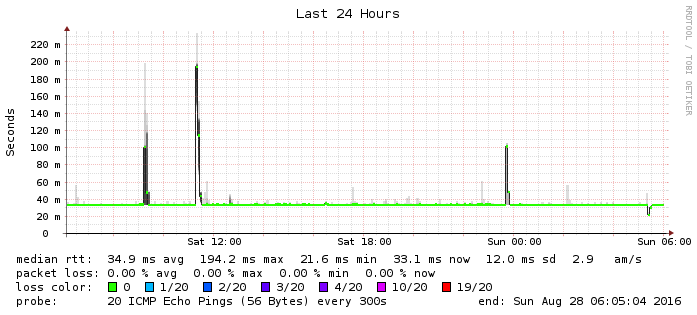 Last 24 Hours
RRDTOOL / TOBI OETIKER
Seconds
220 m
200 m
180 m
160 m
140 m
120 m
100 m
80 m
60 m
40 m
20 m
0
Sat 12:00 Sat 18:00 Sun 00:00 Sun 06:00
median rtt: 34.9 ms avg 194.2 ms max 21.6 ms min 33.1 ms now 12.0 ms sd 2.9 am/s
packet loss: 0.00 % avg 0.00 % max 0.00 % min 0.00 % now
loss color: 0 1/20 2/20 3/20 4/20 10/20 19/20
probe: 20 ICMP Echo Pings (56 Bytes) every 300s end: Sun Aug 28 06:05:04 2016